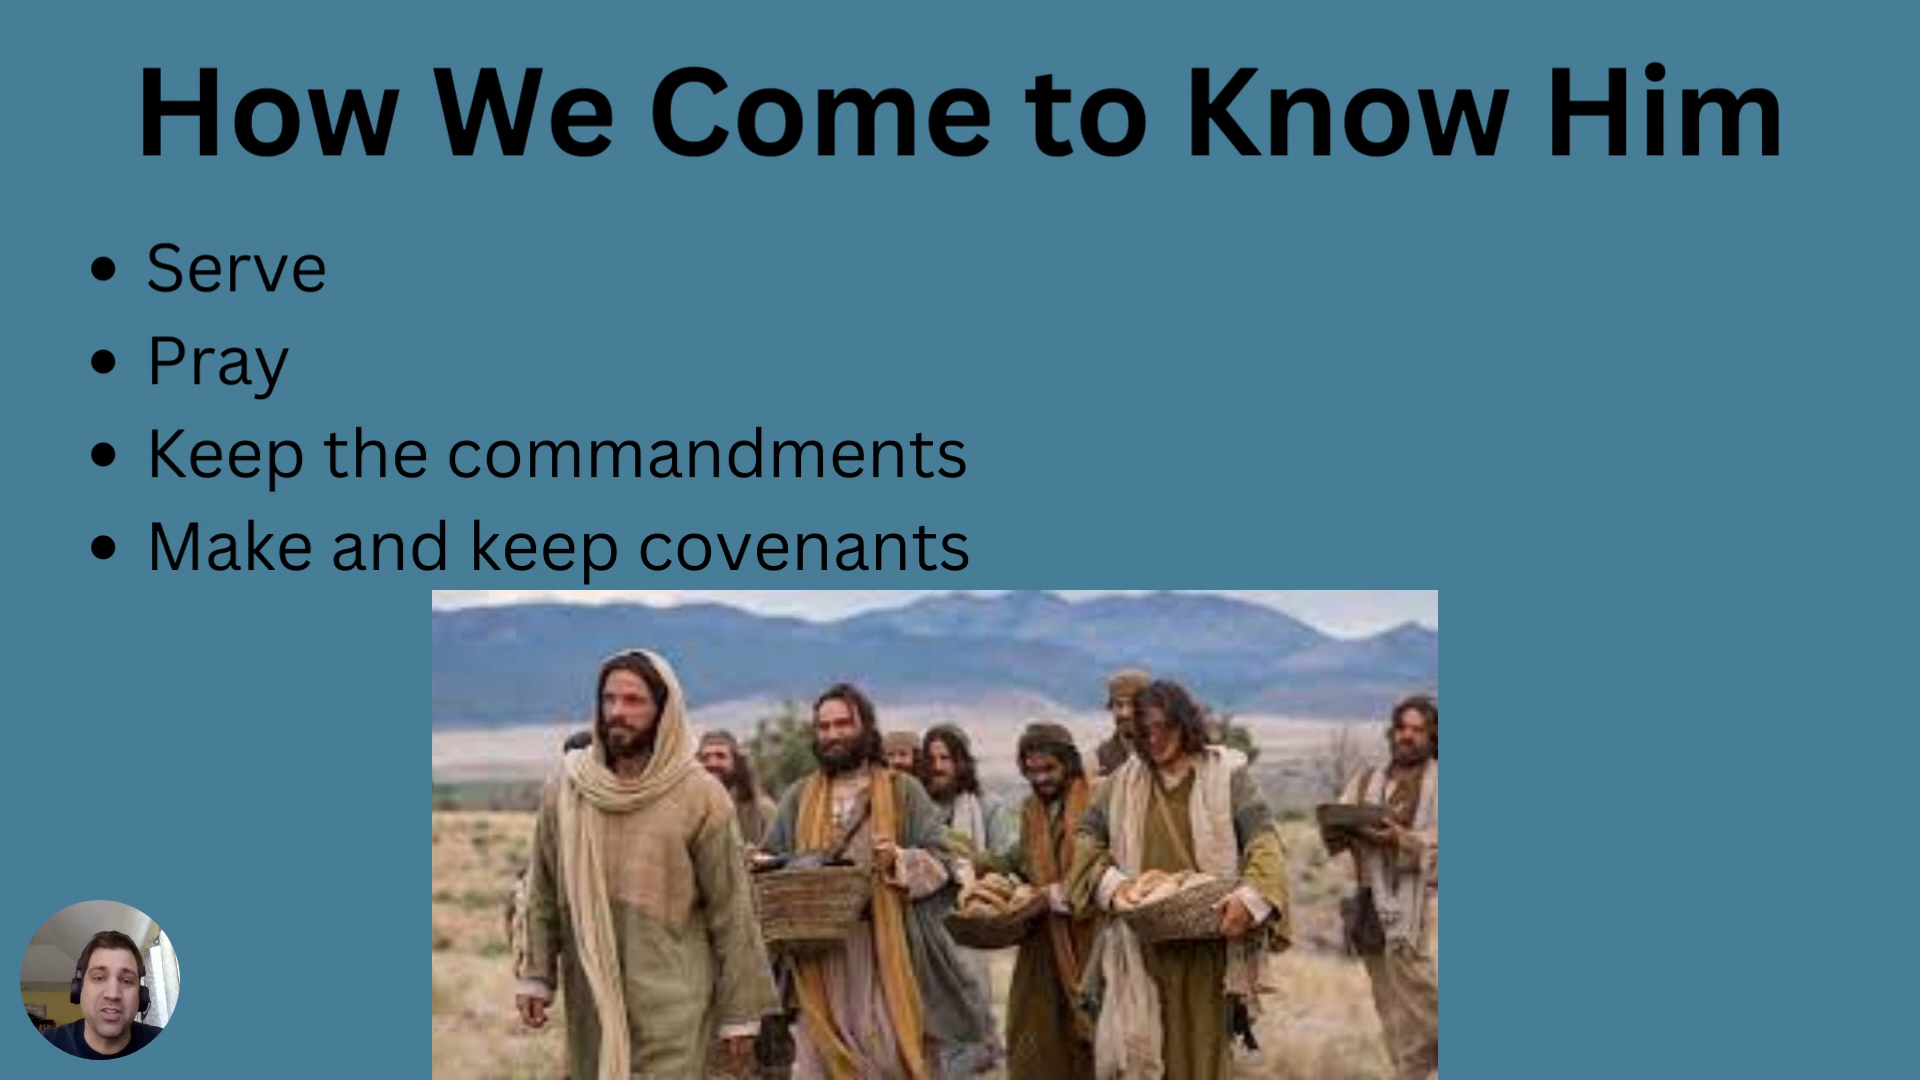 How We Come to Know Him
• Serve
• Pray
• Keep the commandments
• Make and keep covenants